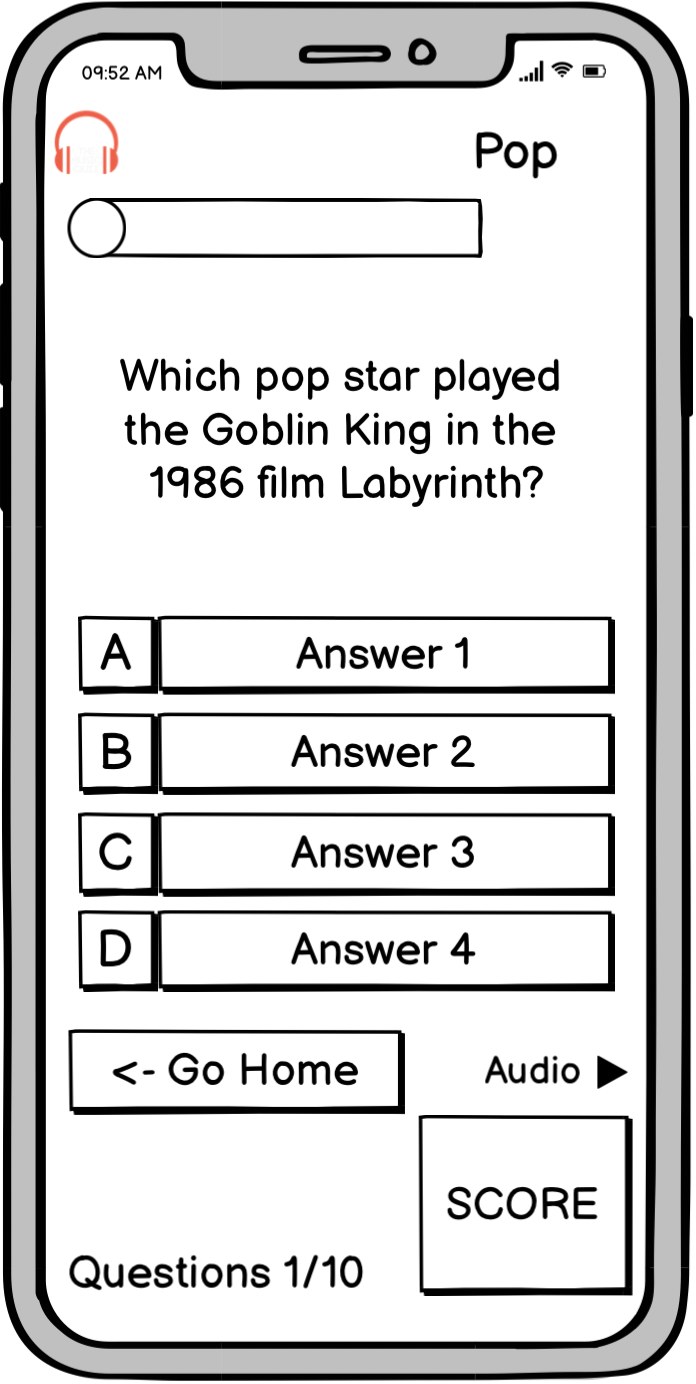 09:52 AM
Pop
Which pop star played
the Goblin King in the
1986 film Labyrinth?
A Answer 1
B Answer 2
C Answer 3
D Answer 4
<- Go Home
Audio ▶
SCORE
Questions 1/10